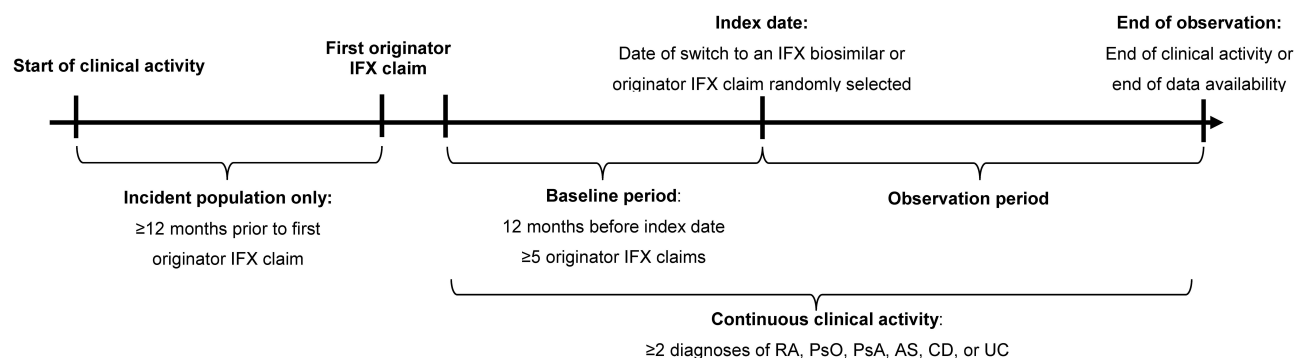 Start of clinical activity
First originator
IFX claim
Index date:
Date of switch to an IFX biosimilar or
originator IFX claim randomly selected
End of observation:
End of clinical activity or
end of data availability
Incident population only:
≥12 months prior to first
originator IFX claim
Baseline period:
12 months before index date
≥5 originator IFX claims
Observation period
Continuous clinical activity:
≥2 diagnoses of RA, PsO, PsA, AS, CD, or UC